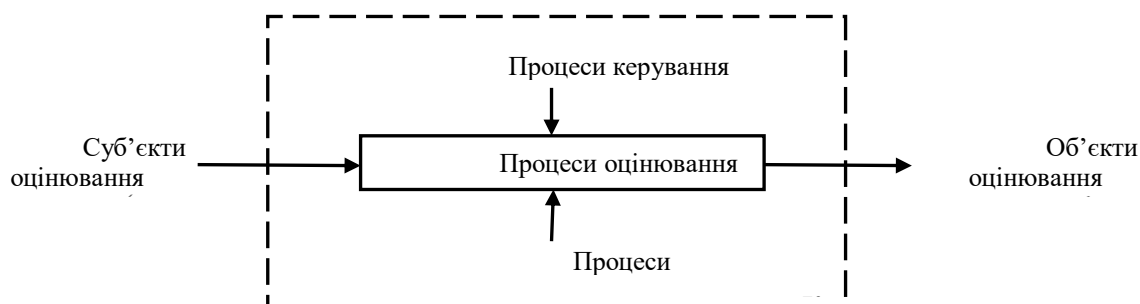 Процеси керування
Суб’єкти
оцінювання
Процеси оцінювання
Об’єкти
оцінювання
Процеси